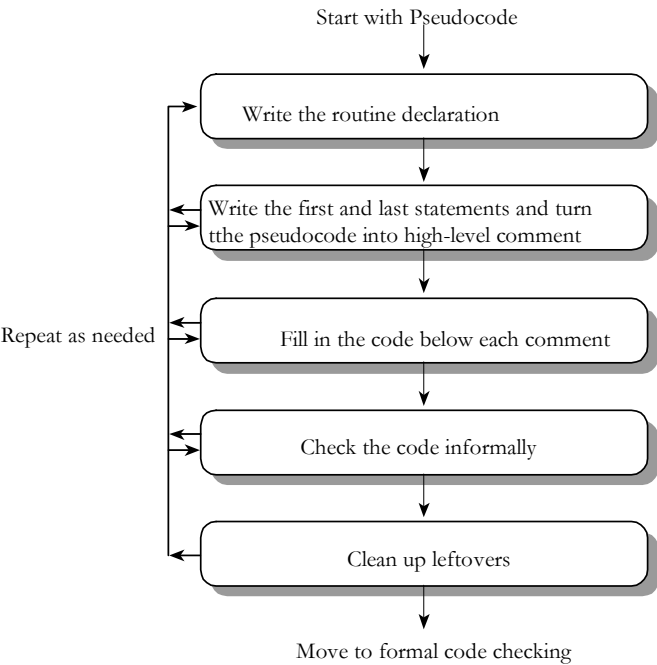 Start with Pseudocode
Write the routine declaration
Write the first and last statements and turn
tthe pseudocode into high-level comment
Repeat as needed
Fill in the code below each comment
Check the code informally
Clean up leftovers
Move to formal code checking